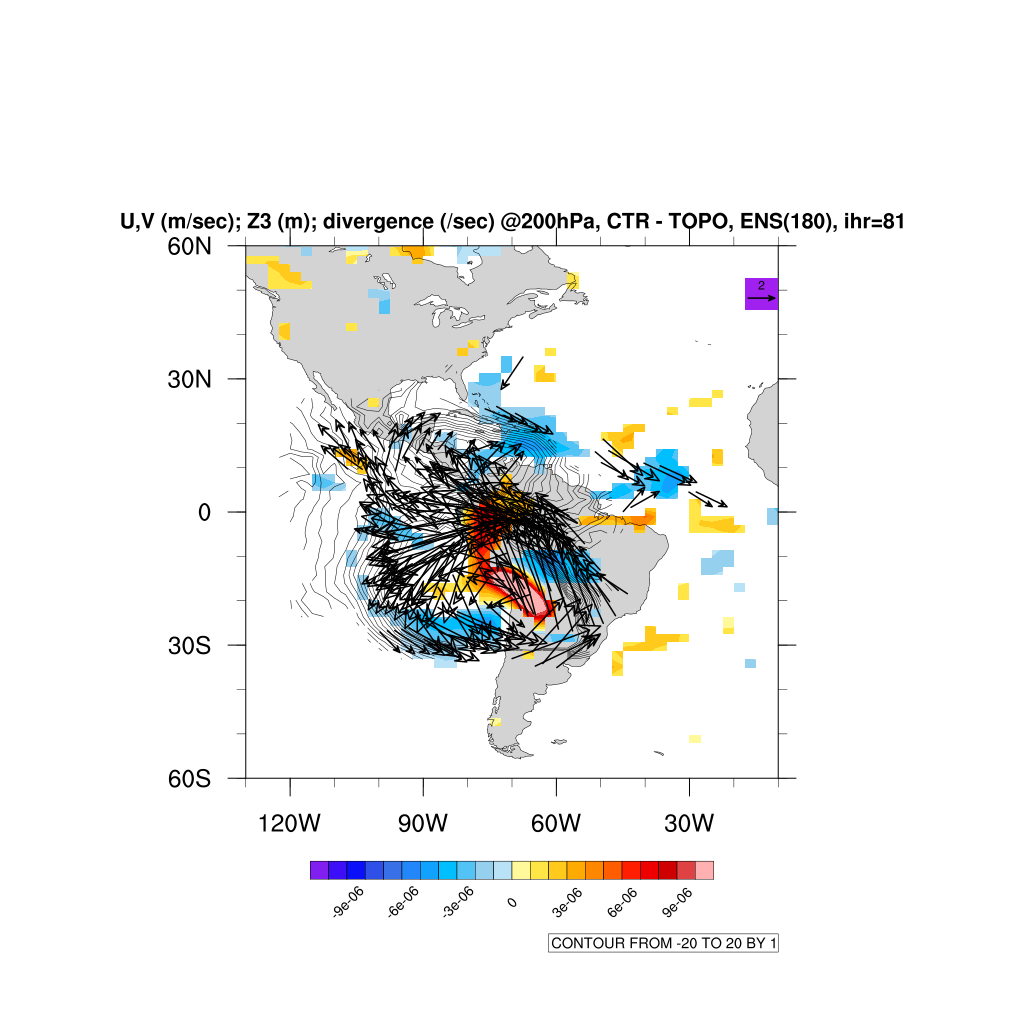 U,V (m/sec); Z3 (m); divergence (/sec) @200hPa, CTR - TOPO, ENS(180), ihr=81
60N
2
30N
0
30S
60S
120W 90W 60W 30W
-9e-06 -6e-06 -3e-06 0 3e-06 6e-06 9e-06
CONTOUR FROM -20 TO 20 BY 1